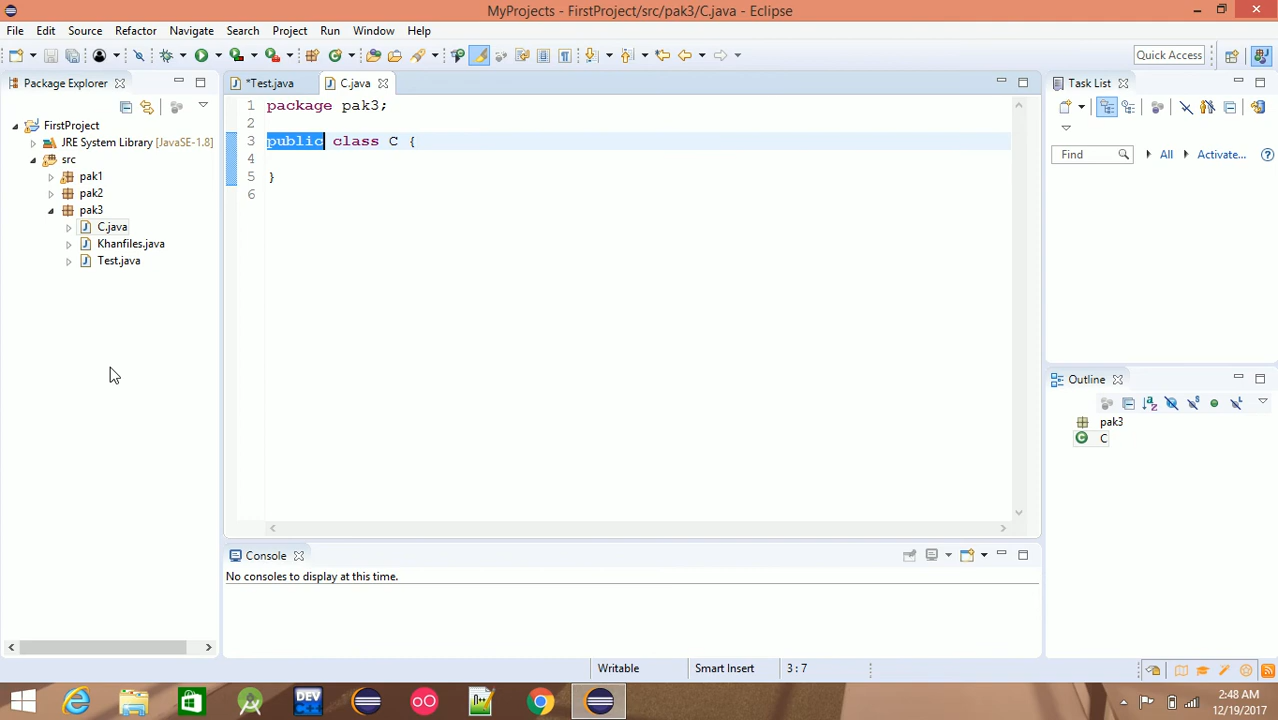 MyProjects - FirstProject/src/pak3/C.java - Eclipse
File Edit Source Refactor Navigate Search Project Run Window Help
Quick Access
Package Explorer
*Test.java
C.java
Task List
FirstProject
JRE System Library [JavaSE-1.8]
src
pak1
pak2
pak3
C.java
Khanfiles.java
Test.java
1 package pak3;
2
3 public class C {
4
5 }
6
Find
All
Activate...
Outline
pak3
C
Console
No consoles to display at this time.
Writable
Smart Insert
3 : 7
DEV
2:48 AM
12/19/2017